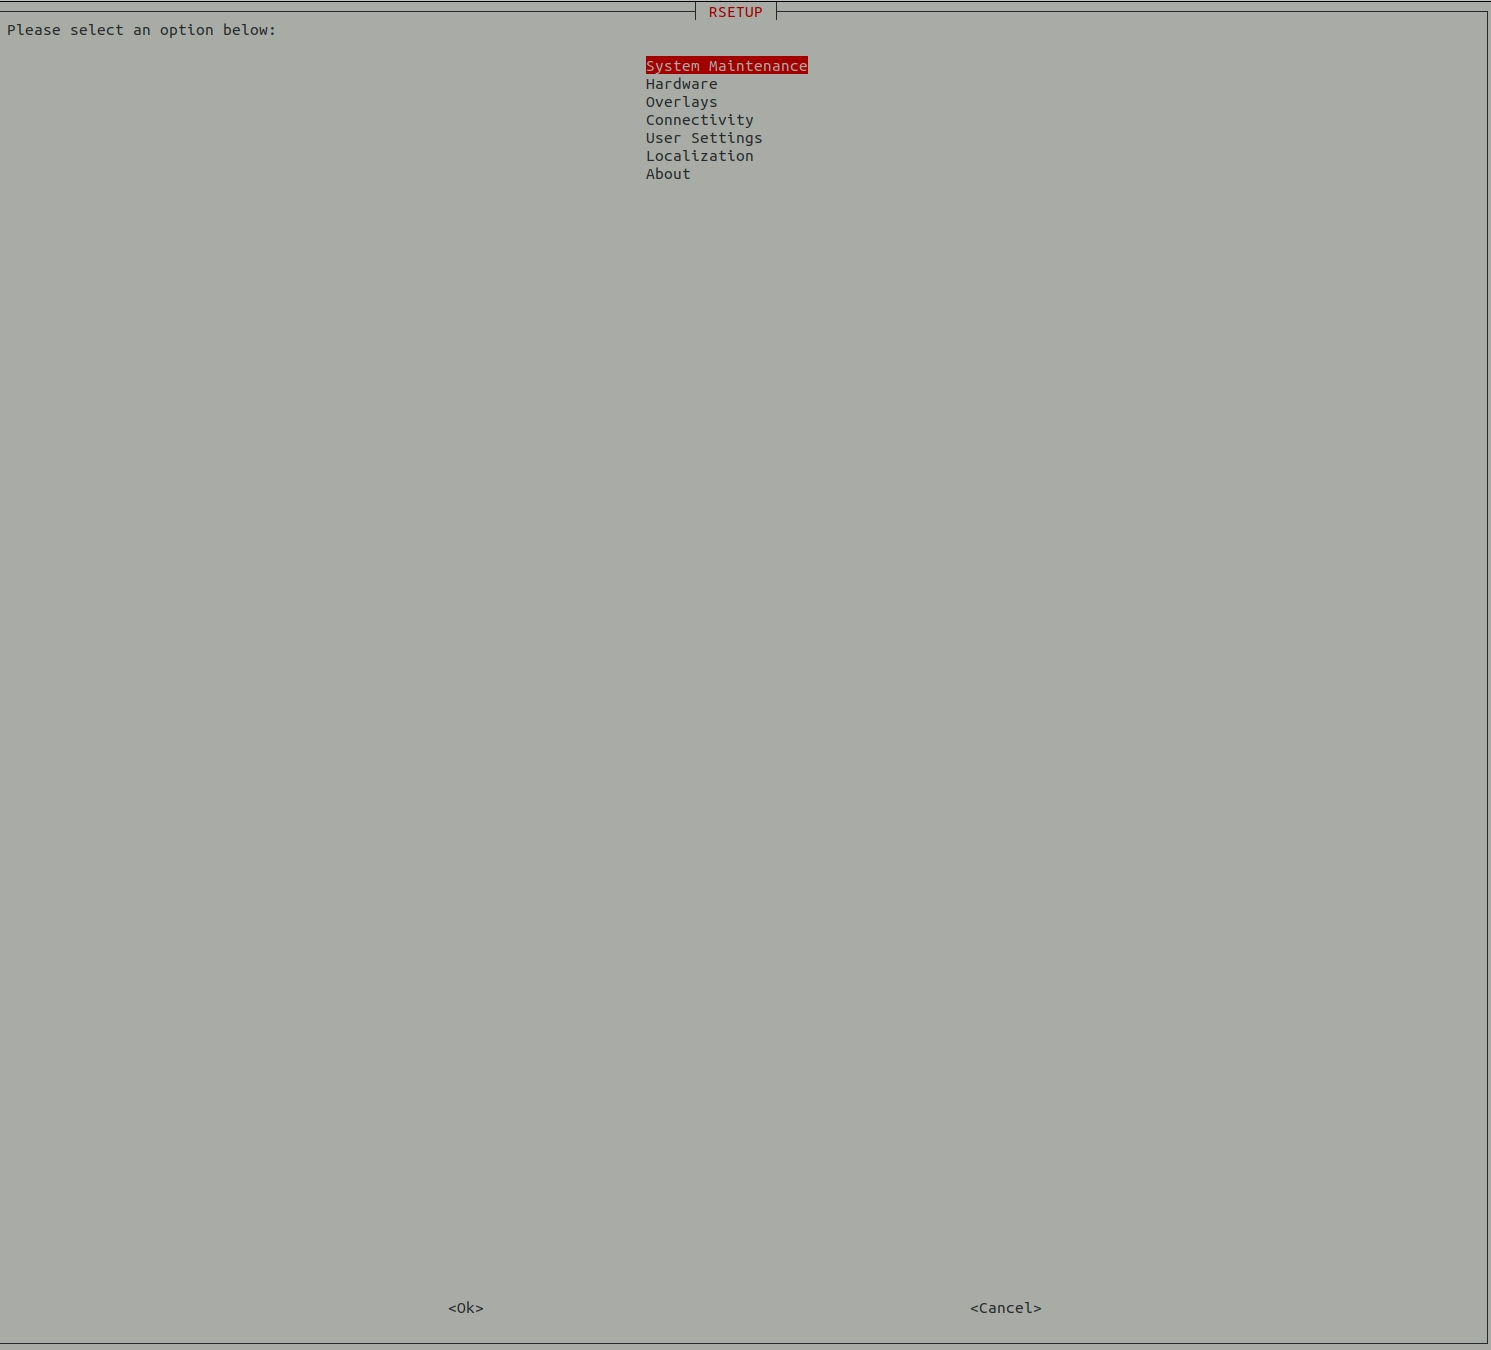 RSETUP
Please select an option below:
System Maintenance
Hardware
Overlays
Connectivity
User Settings
Localization
About
<Ok> <Cancel>